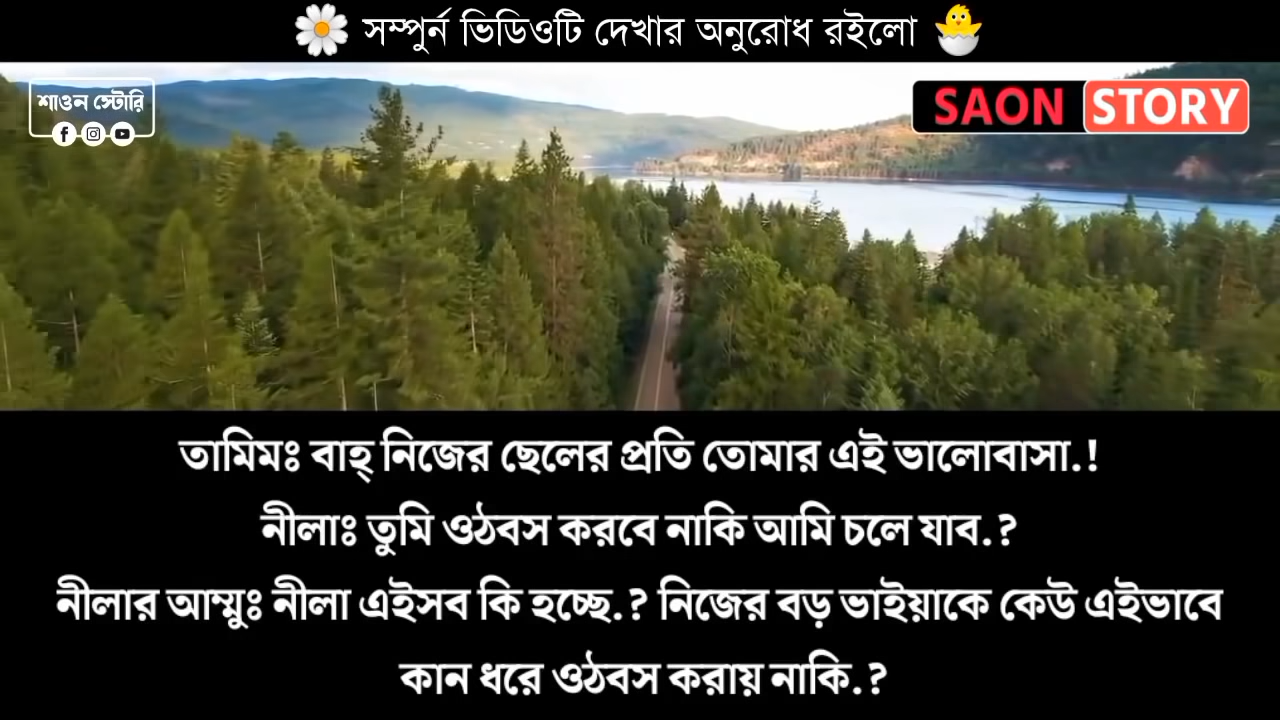 সম্পুর্ন ভিডিওটি দেখার অনুরোধ রইলো
শাওন স্টোরি
SAON STORY
তামিমঃ বাহ্ নিজের ছেলের প্রতি তোমার এই ভালোবাসা.!
নীলাঃ তুমি ওঠবস করবে নাকি আমি চলে যাব.?
নীলার আম্মুঃ নীলা এইসব কি হচ্ছে.? নিজের বড় ভাইয়াকে কেউ এইভাবে
কান ধরে ওঠবস করায় নাকি.?